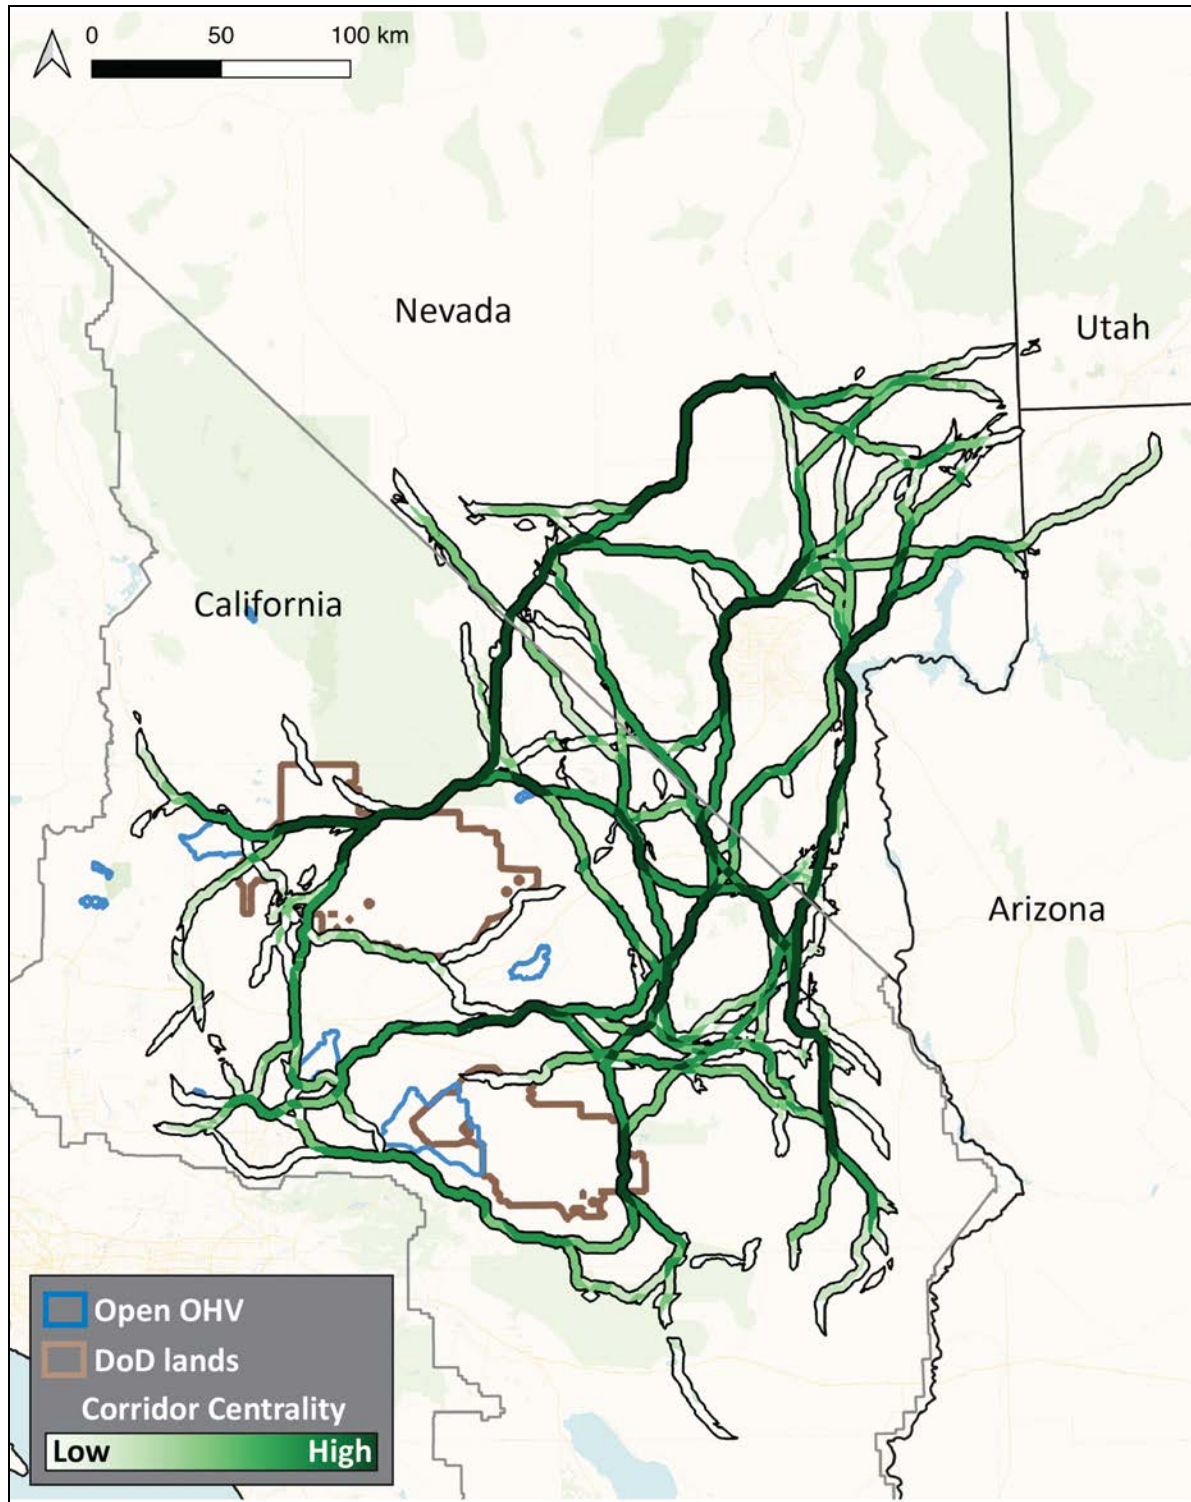 0 50 100 km
Nevada
Utah
California
Arizona
Open OHV
DoD lands
Corridor Centrality
Low High